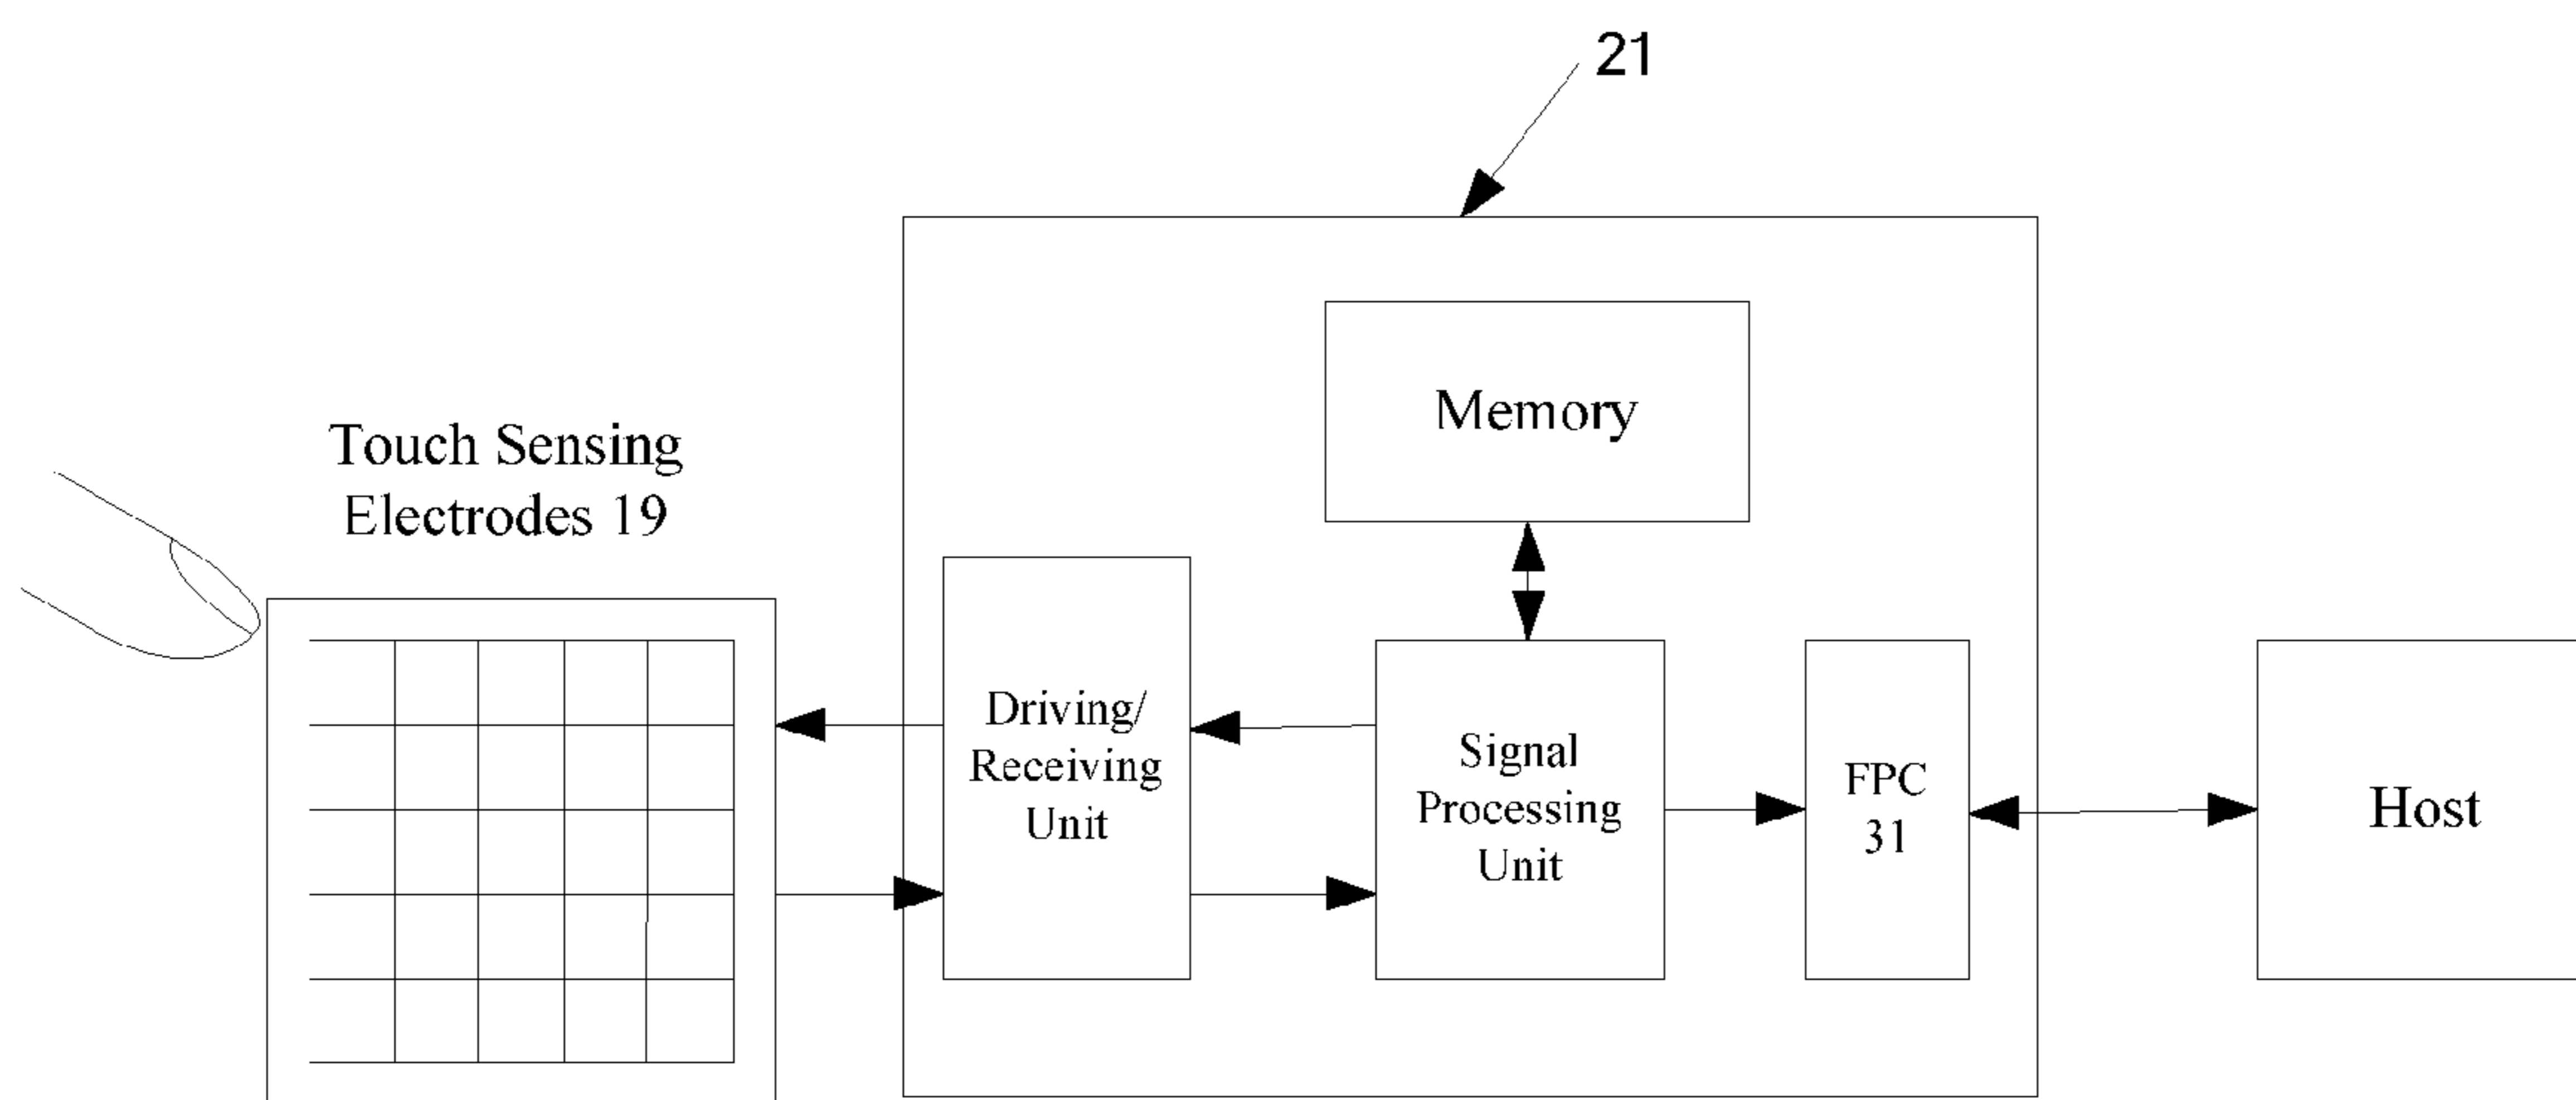 21
Memory
Touch Sensing
Electrodes 19
Driving/
Receiving
Unit
Signal
Processing
Unit
FPC
31
Host